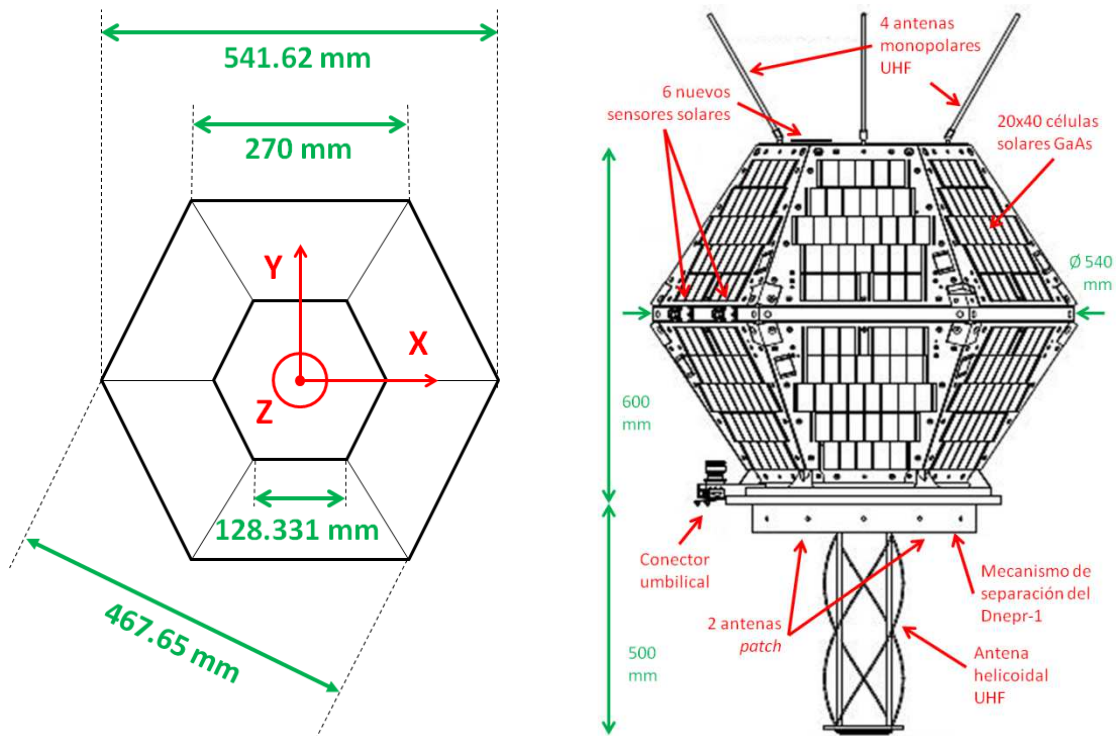 541.62 mm
270 mm
Y
X
Z
128.331 mm
467.65 mm
4 antenas
monopolares
UHF
6 nuevos
sensores solares
20x40 células
solares GaAs
Ø 540
mm
600
mm
Conector
umbilical
2 antenas
patch
Mecanismo de
separación del
Dnepr-1
Antena
helicoidal
UHF
500
mm